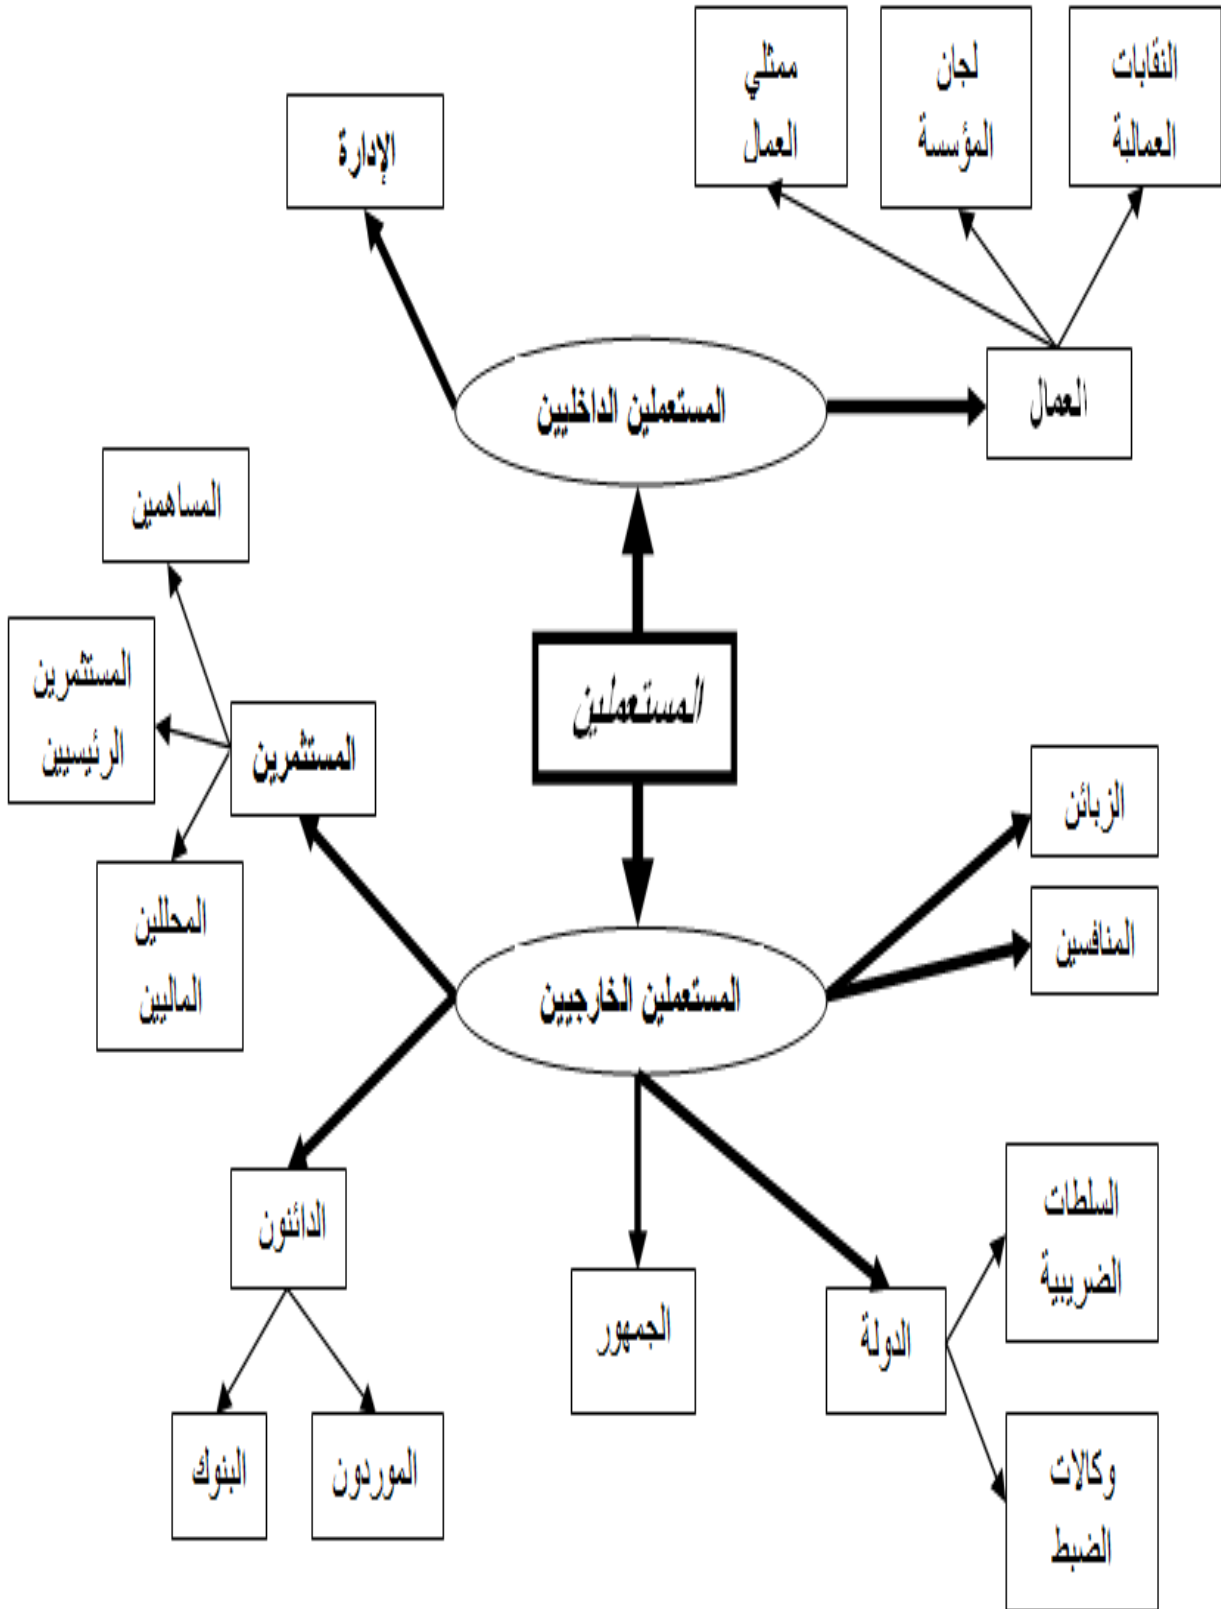 النقابات
العمالية
لجان
المؤسسة
ممثلي
العمال
الإدارة
العمال
المستعملين الداخليين
المساهمين
المستثمرين
الرئيسيين
المستثمرين
المحللين
الماليين
المستعملين
الزبائن
المنافسين
المستعملين الخارجيين
الدائنون
الموردون
البنوك
الجمهور
الدولة
السلطات
الضريبية
وكالات
الضبط